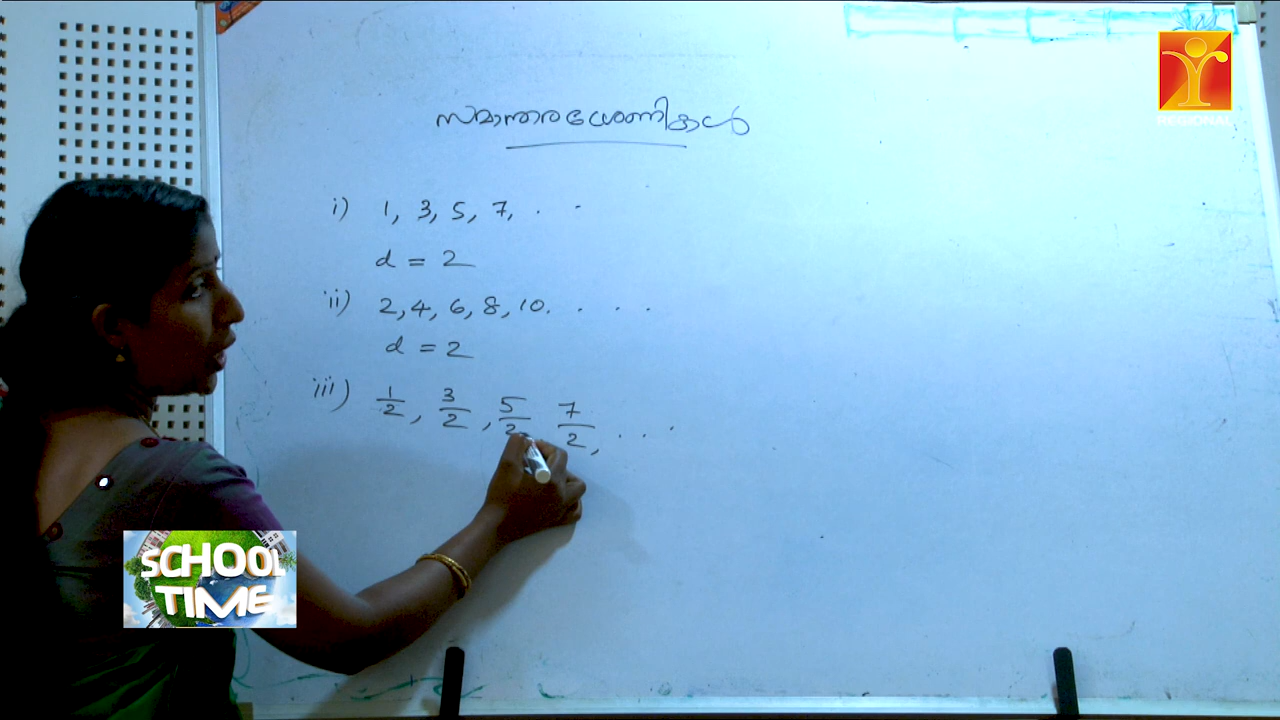 സമാന്തരശ്രേണികൾ
i) 1, 3, 5, 7, . .
d = 2
ii) 2, 4, 6, 8, 10. . . . .
d = 2
iii) 1/2, 3/2, 5/2 7/2, . . .
SCHOOL
TIME
REGIONAL